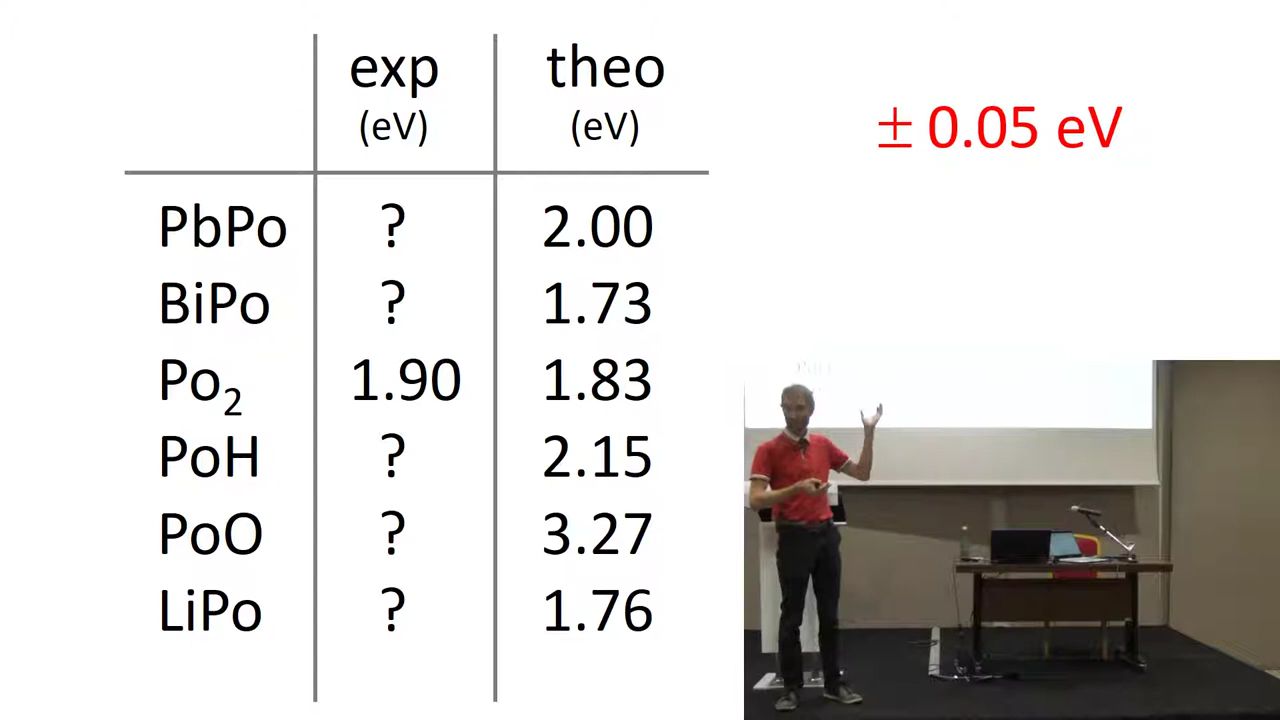 exp theo
(eV) (eV)
± 0.05 eV
PbPo ? 2.00
BiPo ? 1.73
Po2 1.90 1.83
PoH ? 2.15
PoO ? 3.27
LiPo ? 1.76